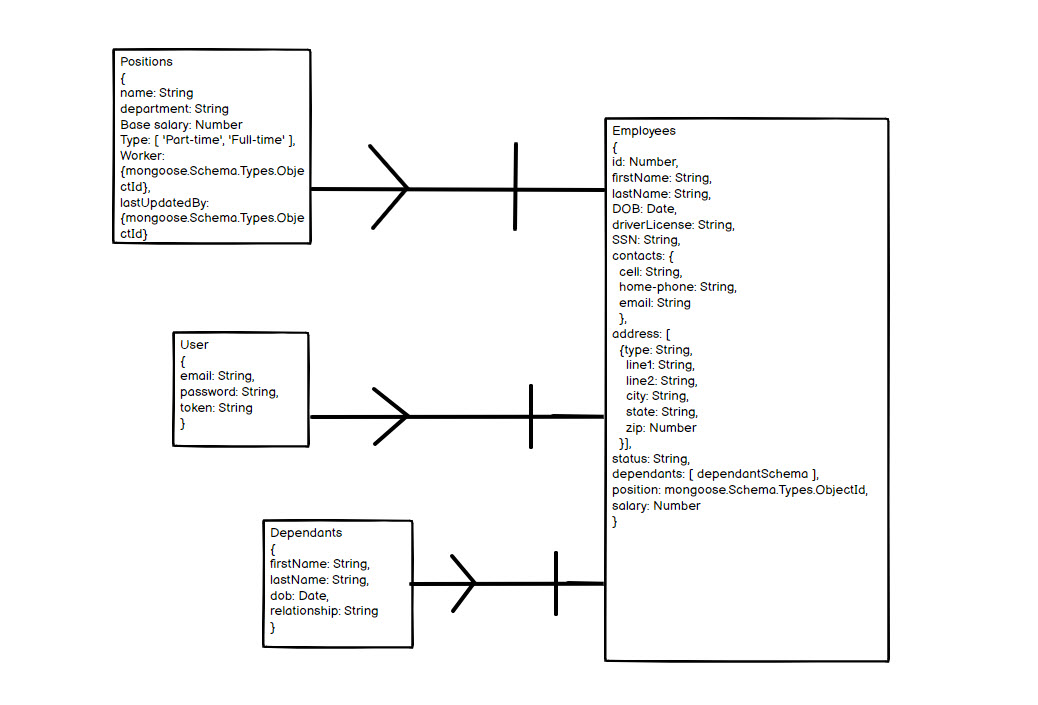 Positions
{
name: String
department: String
Base salary: Number
Type: [ 'Part-time', 'Full-time' ],
Worker:
{mongoose.Schema.Types.Obje
ctId},
lastUpdatedBy:
{mongoose.Schema.Types.Obje
ctId}
User
{
email: String,
password: String,
token: String
}
Dependants
{
firstName: String,
lastName: String,
dob: Date,
relationship: String
}
Employees
{
id: Number,
firstName: String,
lastName: String,
DOB: Date,
driverLicense: String,
SSN: String,
contacts: {
cell: String,
home-phone: String,
email: String
},
address: [
{type: String,
line1: String,
line2: String,
city: String,
state: String,
zip: Number
}],
status: String,
dependants: [ dependantSchema ],
position: mongoose.Schema.Types.ObjectId,
salary: Number
}